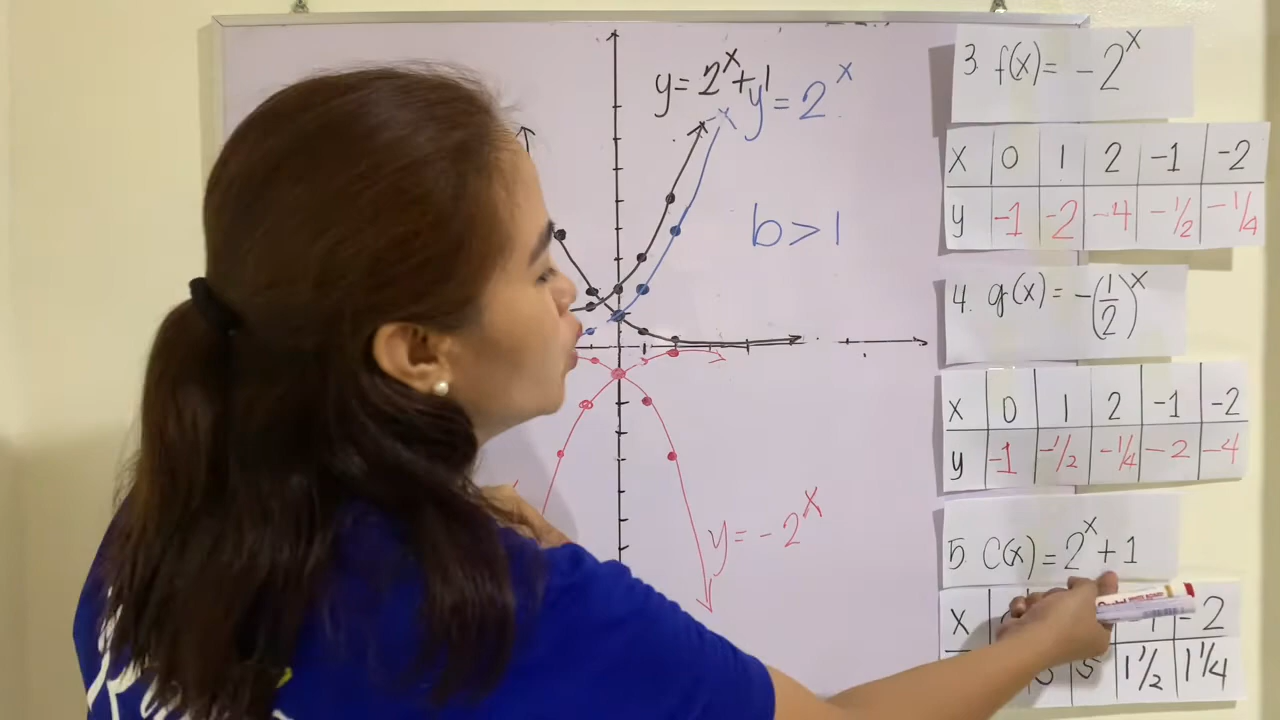 y = 2^x + 1
y = 2^x
b > 1
y = -2^x
3. f(x) = -2^x
x 0 1 2 -1 -2
y -1 -2 -4 -1/2 -1/4
4. g(x) = -(1/2)^x
x 0 1 2 -1 -2
y -1 -1/2 -1/4 -2 -4
5. C(x) = 2^x + 1
x -2
5 1 1/2 1 1/4